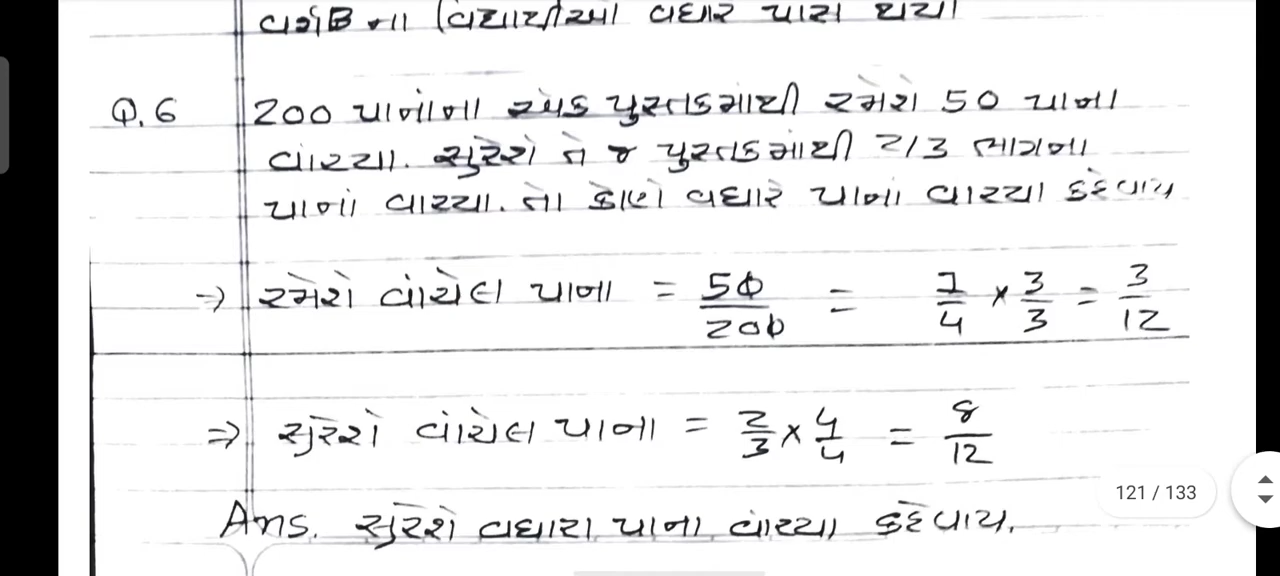 વર્ગ B ના વિદ્યાર્થીઓ વધારે પાસ થયા
Q.6 200 પાનાંના એક પુસ્તકમાંથી રમેશે 50 પાના
વાંચ્યા. સુરેશે તે જ પુસ્તકમાંથી 2/3 ભાગના
પાનાં વાચ્યા. તો કોણે વધારે પાનાં વાચ્યા કહેવાય
⇒ રમેશે વાંચેલ પાના = 50/200 = 1/4 × 3/3 = 3/12
⇒ સુરેશે વાંચેલ પાના = 2/3 × 4/4 = 8/12
121 / 133
Ans. સુરેશે વધારે પાના વાચ્યા કહેવાય.